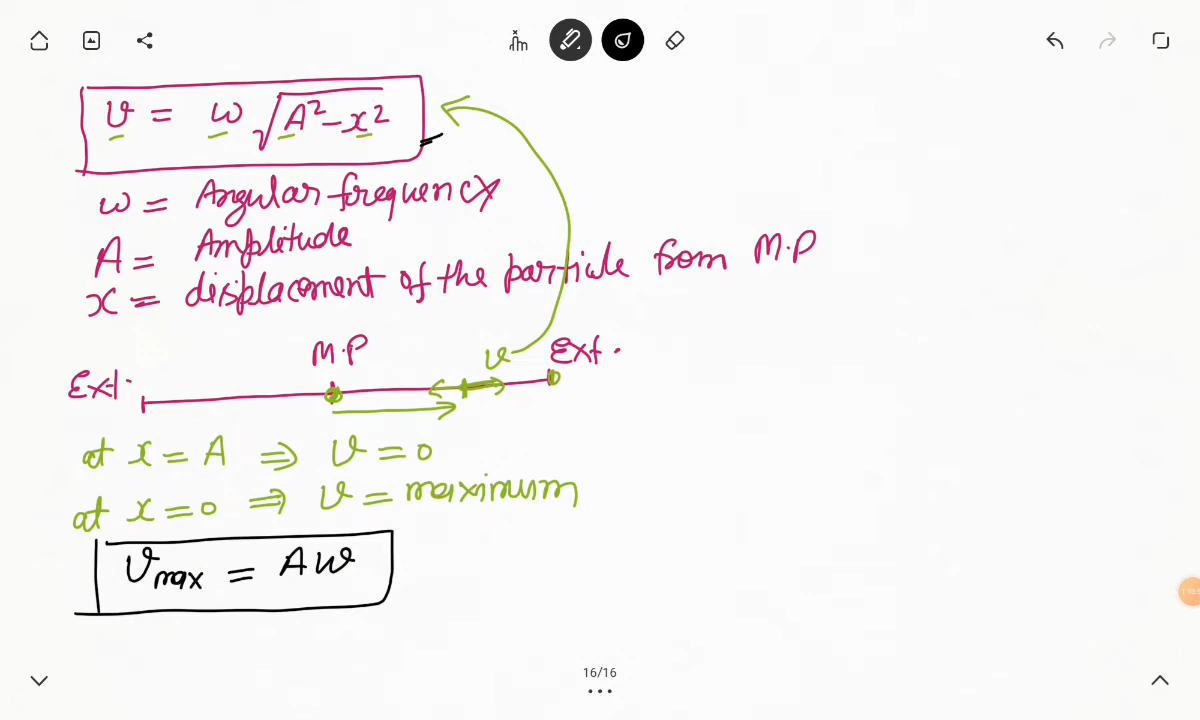 v = ω √A²-x²
ω = Angular frequency
A = Amplitude
x = displacement of the particle from M.P
M.P v Ext.
Ext.
at x = A ⇒ v = 0
at x = 0 ⇒ v = maximum
vmax = Aω
16/16